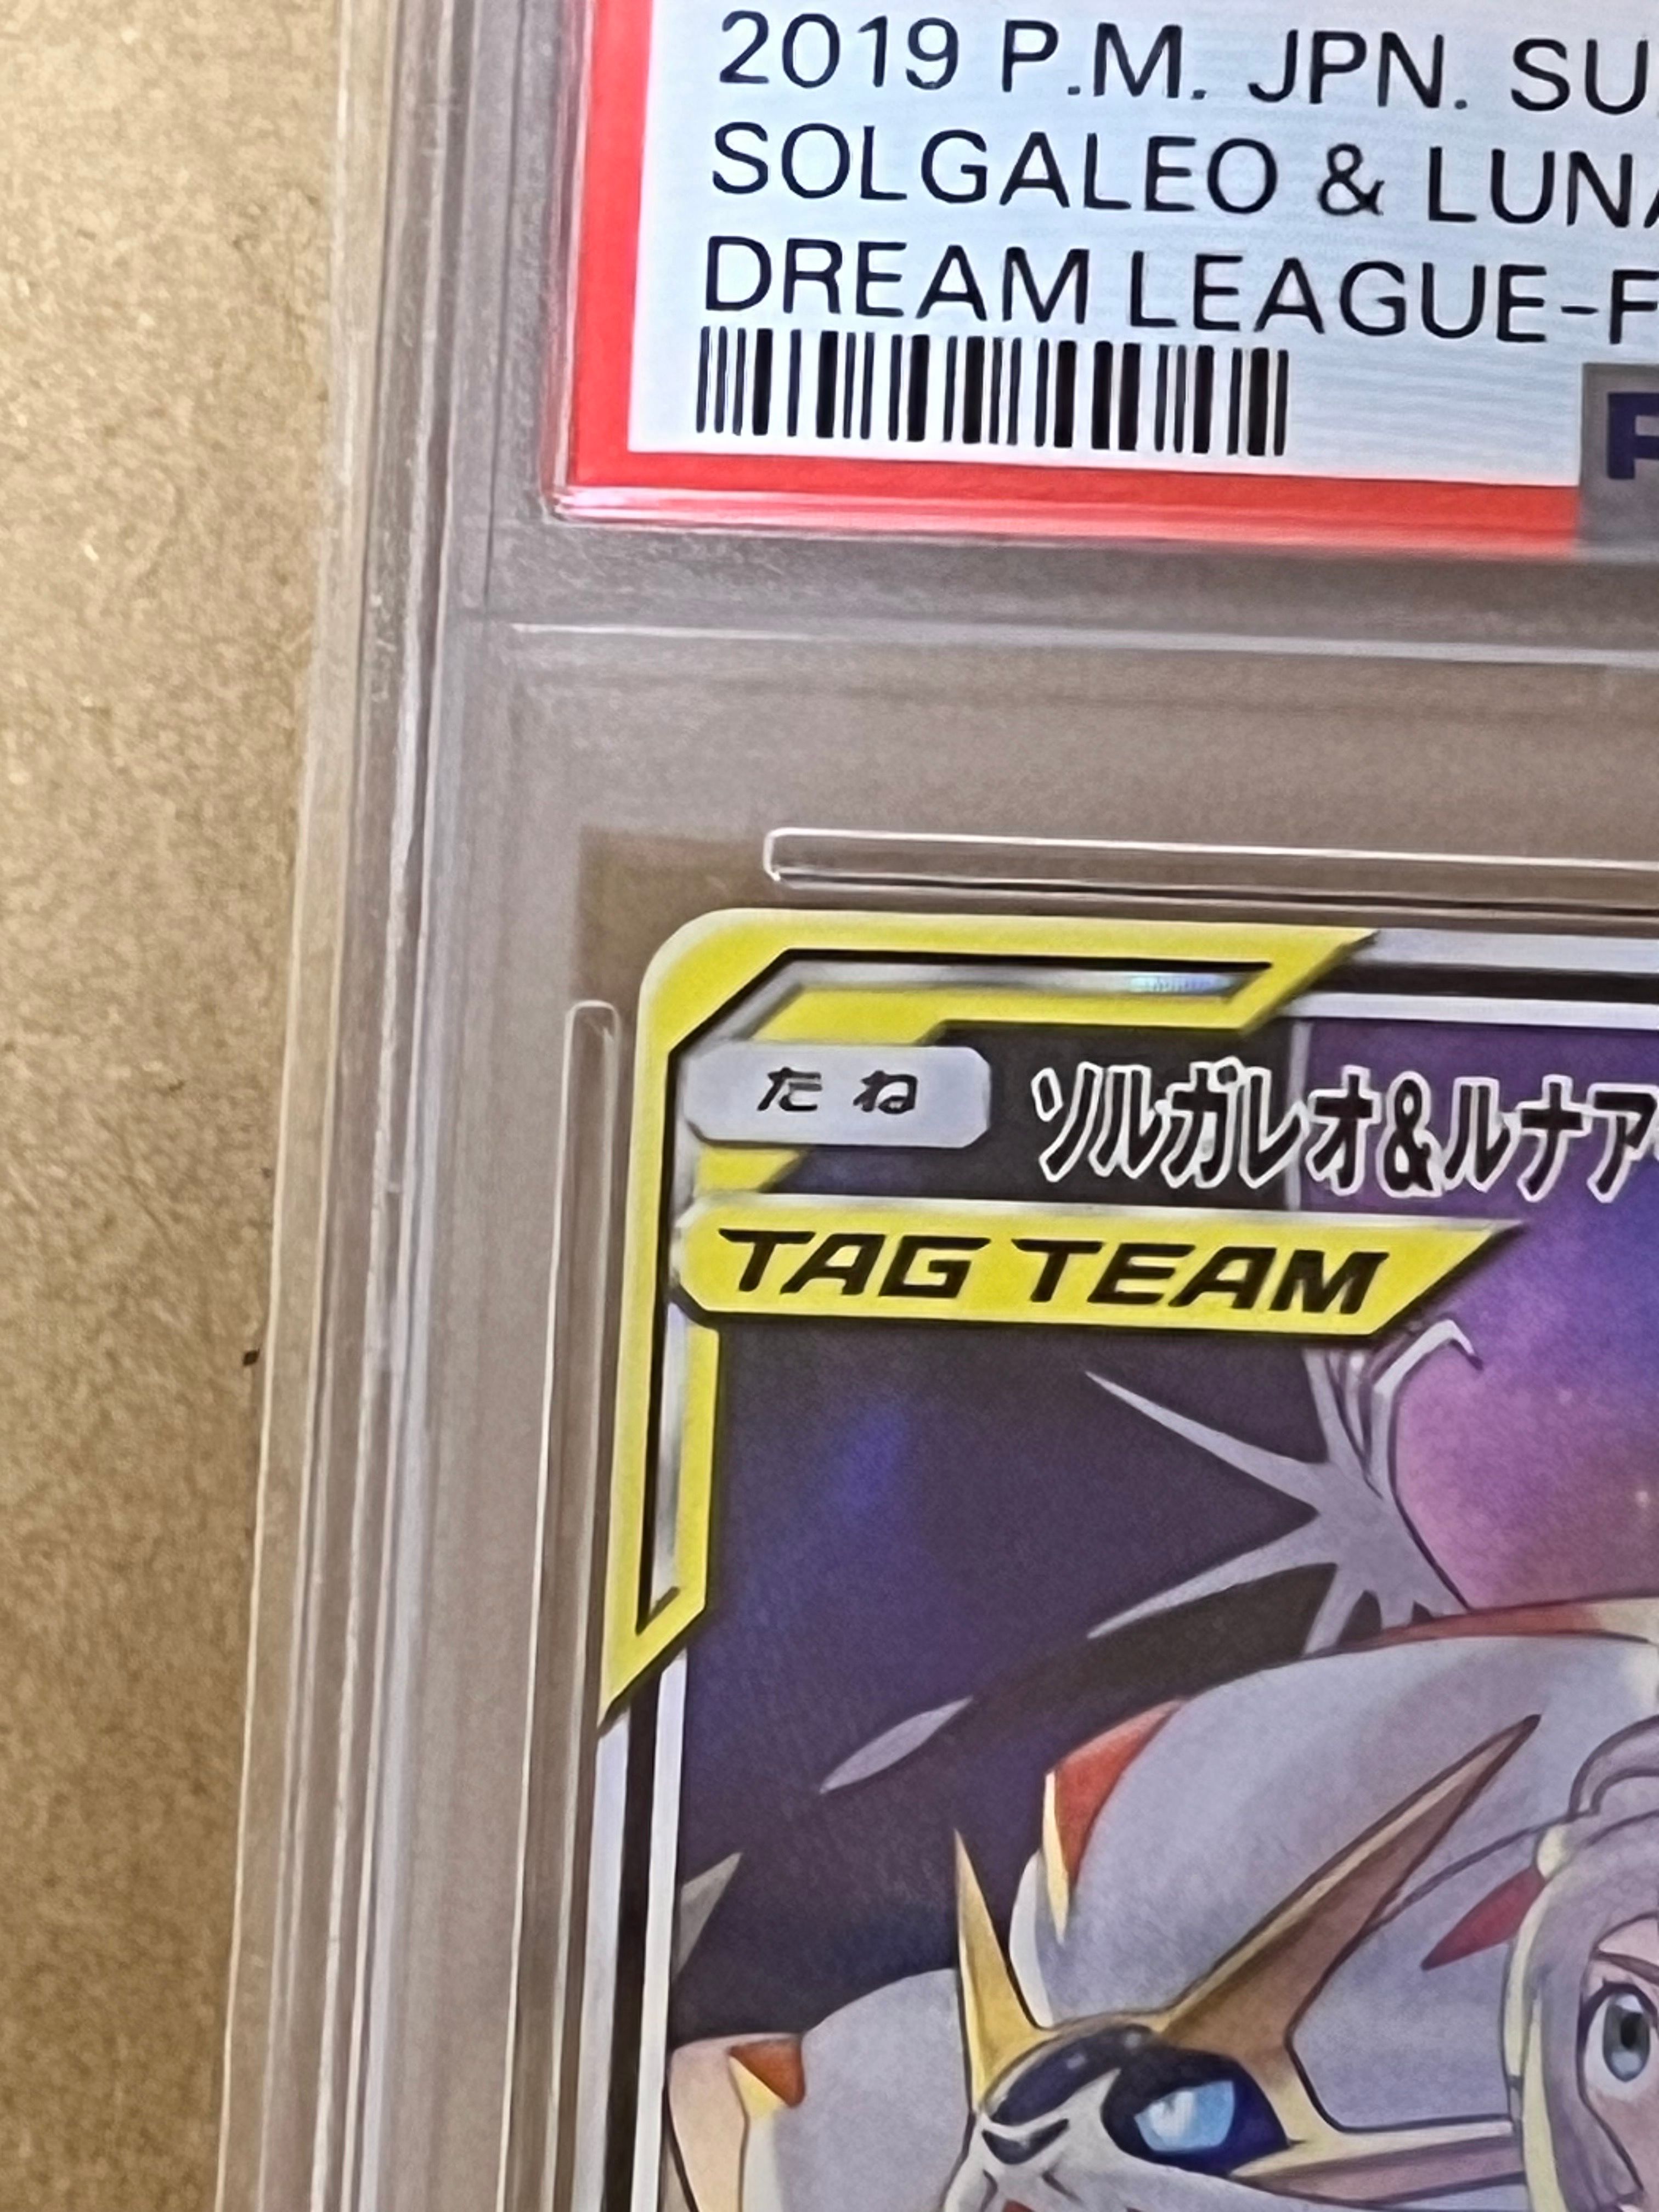 2019 P.M. JPN. SU
SOLGALEO & LUNA
DREAM LEAGUE-F
たね
ソルガレオ&ルナア
TAG TEAM